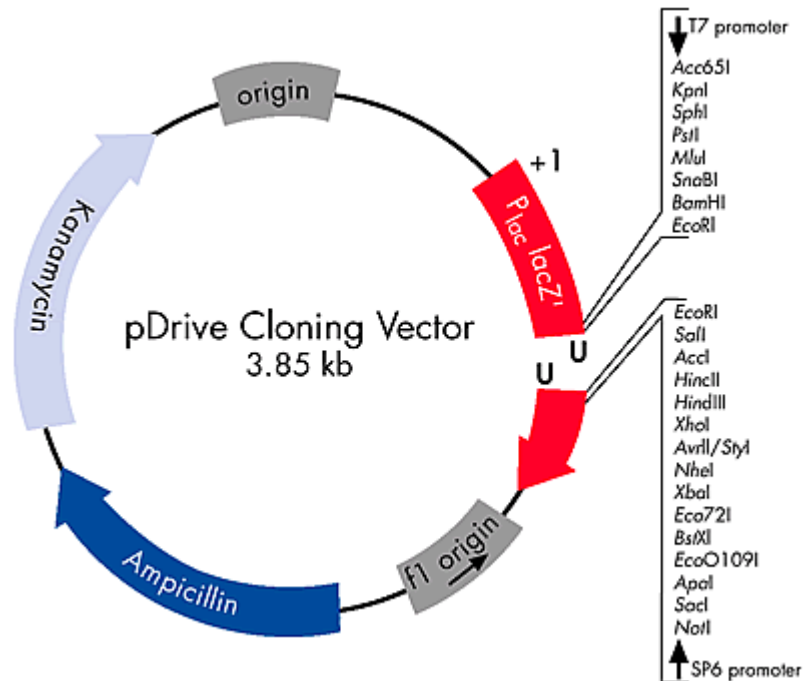 origin
Kanamycin
Ampicillin
f1 origin
+1
Plac lacZ'
U
U
pDrive Cloning Vector
3.85 kb
T7 promoter
Acc65I
KpnI
SphI
PstI
MluI
SnaBI
BamHI
EcoRI
EcoRI
SalI
AccI
HincII
HindIII
XhoI
AvrII/StyI
NheI
XbaI
Eco72I
BstXI
EcoO109I
ApaI
SacI
NotI
SP6 promoter